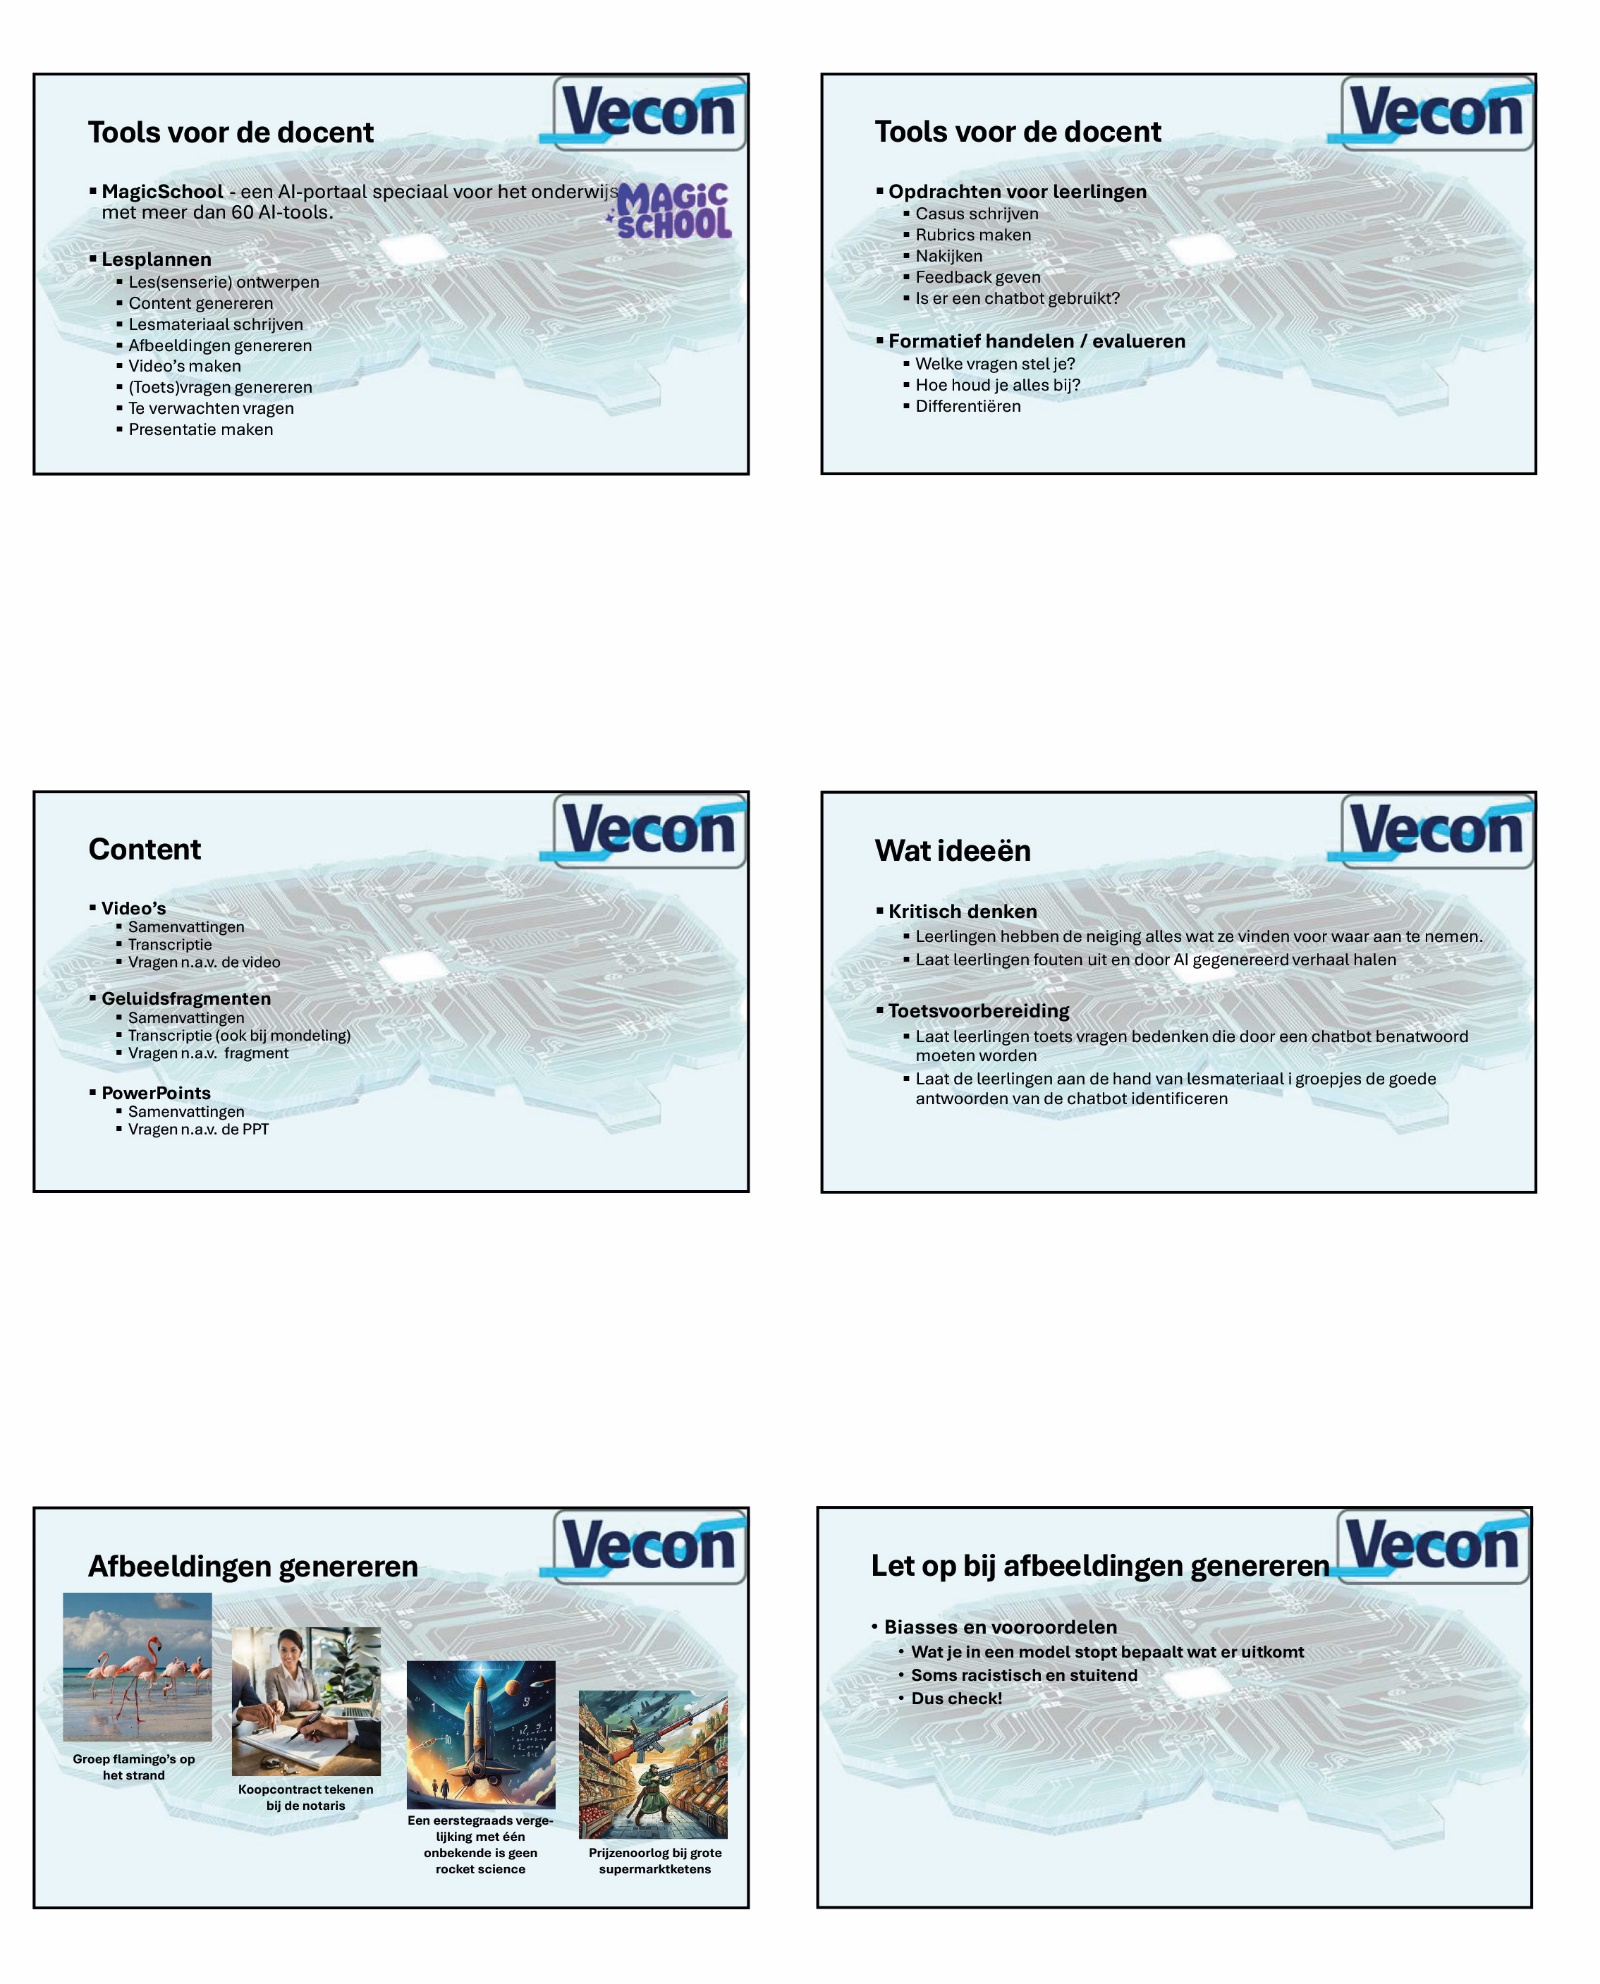 Vecon
Tools voor de docent
▪ MagicSchool - een AI-portaal speciaal voor het onderwijs
met meer dan 60 AI-tools.
MAGiC
SCHOOL
▪ Lesplannen
▪ Les(senserie) ontwerpen
▪ Content genereren
▪ Lesmateriaal schrijven
▪ Afbeeldingen genereren
▪ Video's maken
▪ (Toets)vragen genereren
▪ Te verwachten vragen
▪ Presentatie maken
Vecon
Tools voor de docent
▪ Opdrachten voor leerlingen
▪ Casus schrijven
▪ Rubrics maken
▪ Nakijken
▪ Feedback geven
▪ Is er een chatbot gebruikt?
▪ Formatief handelen / evalueren
▪ Welke vragen stel je?
▪ Hoe houd je alles bij?
▪ Differentiëren
Vecon
Content
▪ Video's
▪ Samenvattingen
▪ Transcriptie
▪ Vragen n.a.v. de video
▪ Geluidsfragmenten
▪ Samenvattingen
▪ Transcriptie (ook bij mondeling)
▪ Vragen n.a.v. fragment
▪ PowerPoints
▪ Samenvattingen
▪ Vragen n.a.v. de PPT
Vecon
Wat ideeën
▪ Kritisch denken
▪ Leerlingen hebben de neiging alles wat ze vinden voor waar aan te nemen.
▪ Laat leerlingen fouten uit en door AI gegenereerd verhaal halen
▪ Toetsvoorbereiding
▪ Laat leerlingen toets vragen bedenken die door een chatbot benatwoord
moeten worden
▪ Laat de leerlingen aan de hand van lesmateriaal i groepjes de goede
antwoorden van de chatbot identificeren
Vecon
Afbeeldingen genereren
Groep flamingo's op
het strand
Koopcontract tekenen
bij de notaris
Een eerstegraads verge-
lijking met één
onbekende is geen
rocket science
Prijzenoorlog bij grote
supermarktketens
Vecon
Let op bij afbeeldingen genereren
• Biasses en vooroordelen
• Wat je in een model stopt bepaalt wat er uitkomt
• Soms racistisch en stuitend
• Dus check!